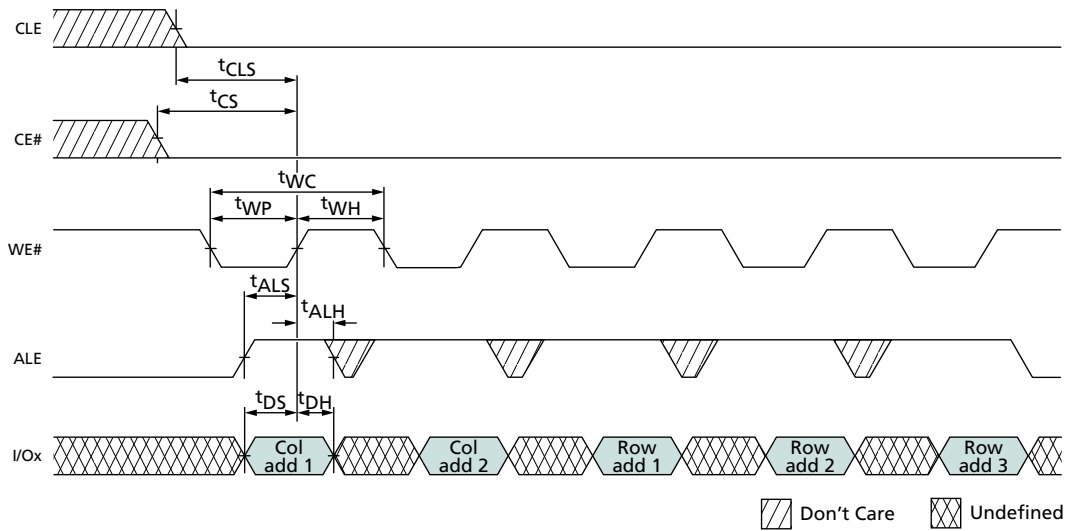 CLE
tCLS
tCS
CE#
tWC
tWP
tWH
WE#
tALS
tALH
ALE
tDS
tDH
I/Ox
Col
add 1
Col
add 2
Row
add 1
Row
add 2
Row
add 3
Don't Care
Undefined